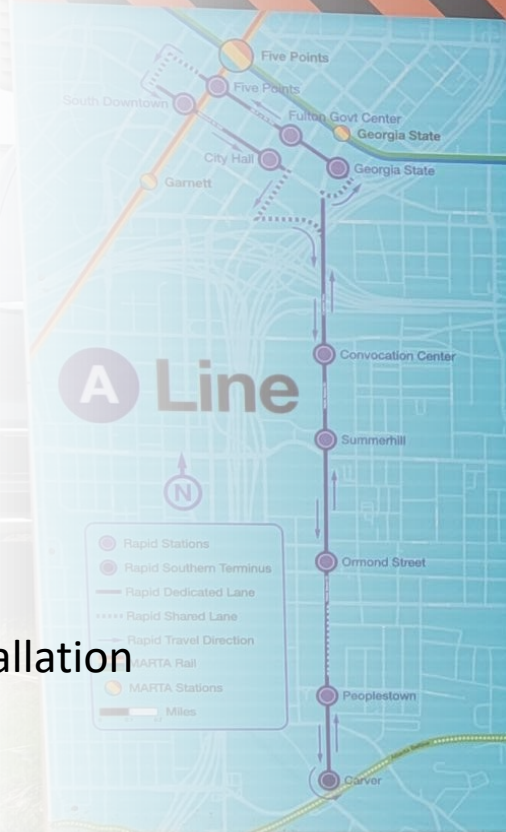 Five Points
Five Points
South Downtown
Fulton Govt Center
Georgia State
City Hall
Georgia State
Garnett
Convocation Center
A Line
Summerhill
N
Rapid Stations
Rapid Southern Terminus
Ormond Street
Rapid Dedicated Lane
Rapid Shared Lane
Rapid Travel Direction
allation
MARTA Rail
MARTA Stations
Miles
Peoplestown
Carver